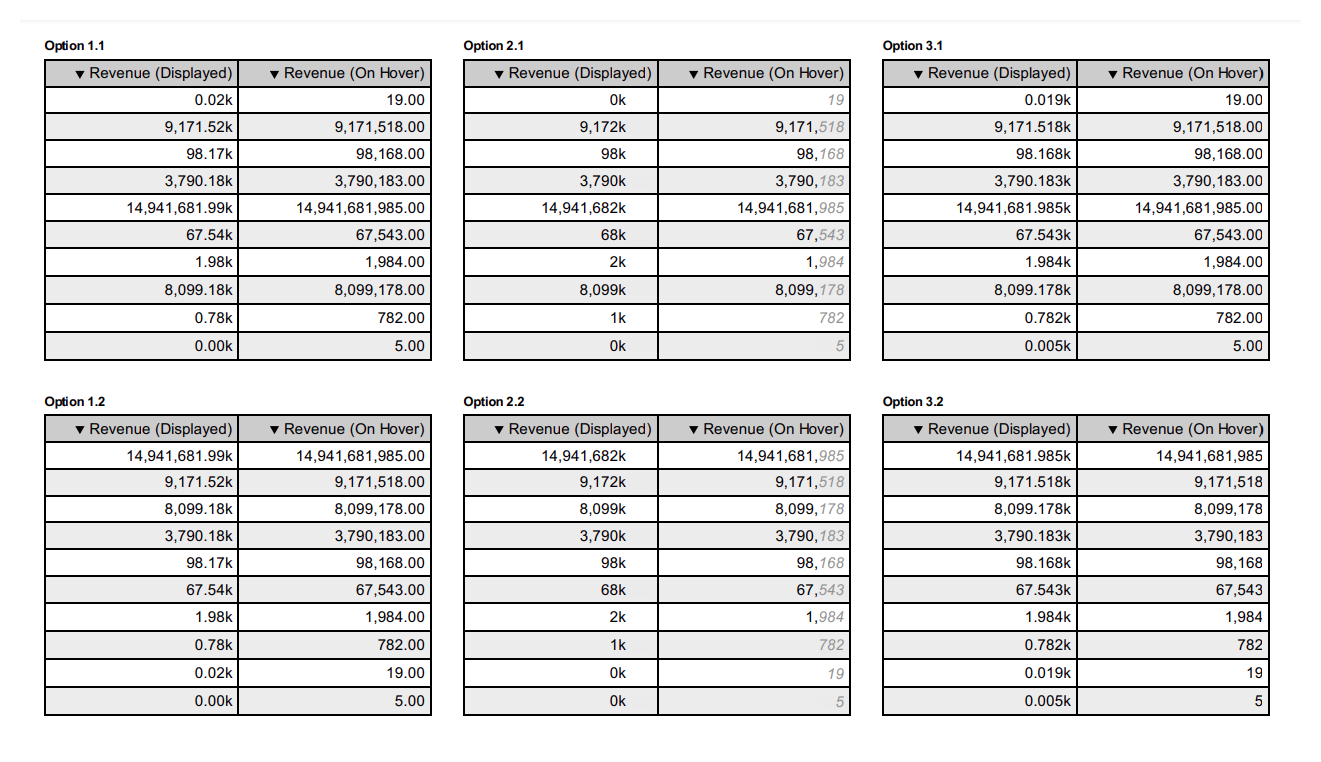 Option 1.1 Option 2.1 Option 3.1
▼ Revenue (Displayed) ▼ Revenue (On Hover) ▼ Revenue (Displayed) ▼ Revenue (On Hover) ▼ Revenue (Displayed) ▼ Revenue (On Hover)
0.02k 19.00 0k 19 0.019k 19.00
9,171.52k 9,171,518.00 9,172k 9,171,518 9,171.518k 9,171,518.00
98.17k 98,168.00 98k 98,168 98.168k 98,168.00
3,790.18k 3,790,183.00 3,790k 3,790,183 3,790.183k 3,790,183.00
14,941,681.99k 14,941,681,985.00 14,941,682k 14,941,681,985 14,941,681.985k 14,941,681,985.00
67.54k 67,543.00 68k 67,543 67.543k 67,543.00
1.98k 1,984.00 2k 1,984 1.984k 1,984.00
8,099.18k 8,099,178.00 8,099k 8,099,178 8,099.178k 8,099,178.00
0.78k 782.00 1k 782 0.782k 782.00
0.00k 5.00 0k 5 0.005k 5.00
Option 1.2 Option 2.2 Option 3.2
▼ Revenue (Displayed) ▼ Revenue (On Hover) ▼ Revenue (Displayed) ▼ Revenue (On Hover) ▼ Revenue (Displayed) ▼ Revenue (On Hover)
14,941,681.99k 14,941,681,985.00 14,941,682k 14,941,681,985 14,941,681.985k 14,941,681,985
9,171.52k 9,171,518.00 9,172k 9,171,518 9,171.518k 9,171,518
8,099.18k 8,099,178.00 8,099k 8,099,178 8,099.178k 8,099,178
3,790.18k 3,790,183.00 3,790k 3,790,183 3,790.183k 3,790,183
98.17k 98,168.00 98k 98,168 98.168k 98,168
67.54k 67,543.00 68k 67,543 67.543k 67,543
1.98k 1,984.00 2k 1,984 1.984k 1,984
0.78k 782.00 1k 782 0.782k 782
0.02k 19.00 0k 19 0.019k 19
0.00k 5.00 0k 5 0.005k 5